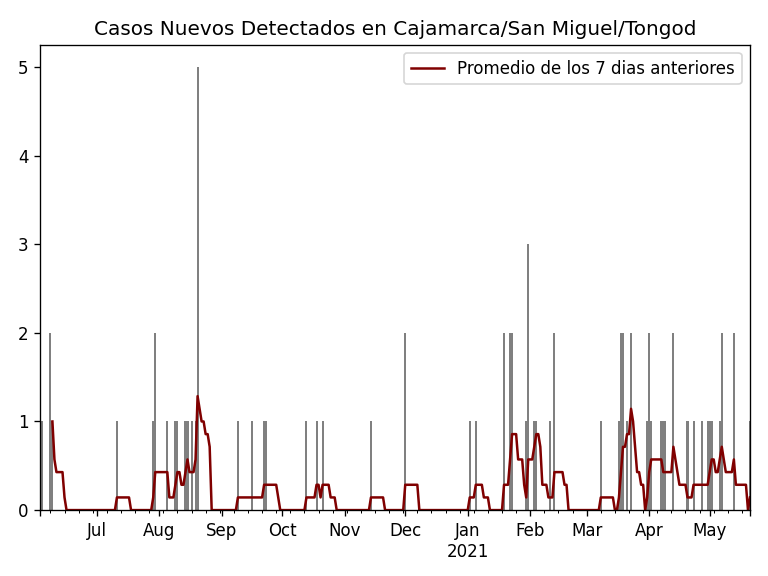 Casos Nuevos Detectados en Cajamarca/San Miguel/Tongod
Promedio de los 7 dias anteriores
5
4
3
2
1
0
Jul Aug Sep Oct Nov Dec Jan Feb Mar Apr May
2021